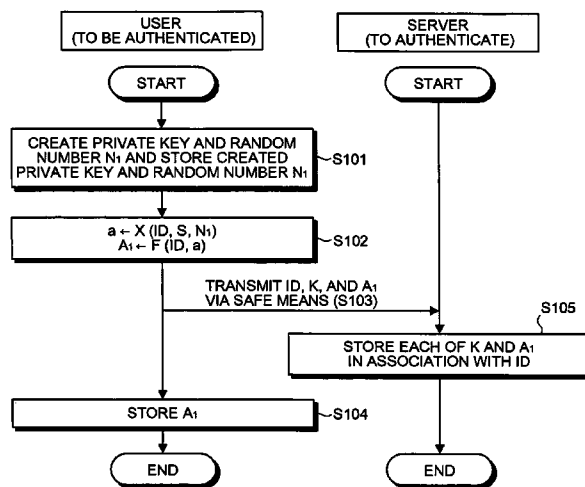 USER
(TO BE AUTHENTICATED)
SERVER
(TO AUTHENTICATE)
START
START
CREATE PRIVATE KEY AND RANDOM
NUMBER N₁ AND STORE CREATED
PRIVATE KEY AND RANDOM NUMBER N₁
S101
a ← X (ID, S, N₁)
A₁ ← F (ID, a)
S102
TRANSMIT ID, K, AND A₁
VIA SAFE MEANS (S103)
S105
STORE EACH OF K AND A₁
IN ASSOCIATION WITH ID
STORE A₁
S104
END
END